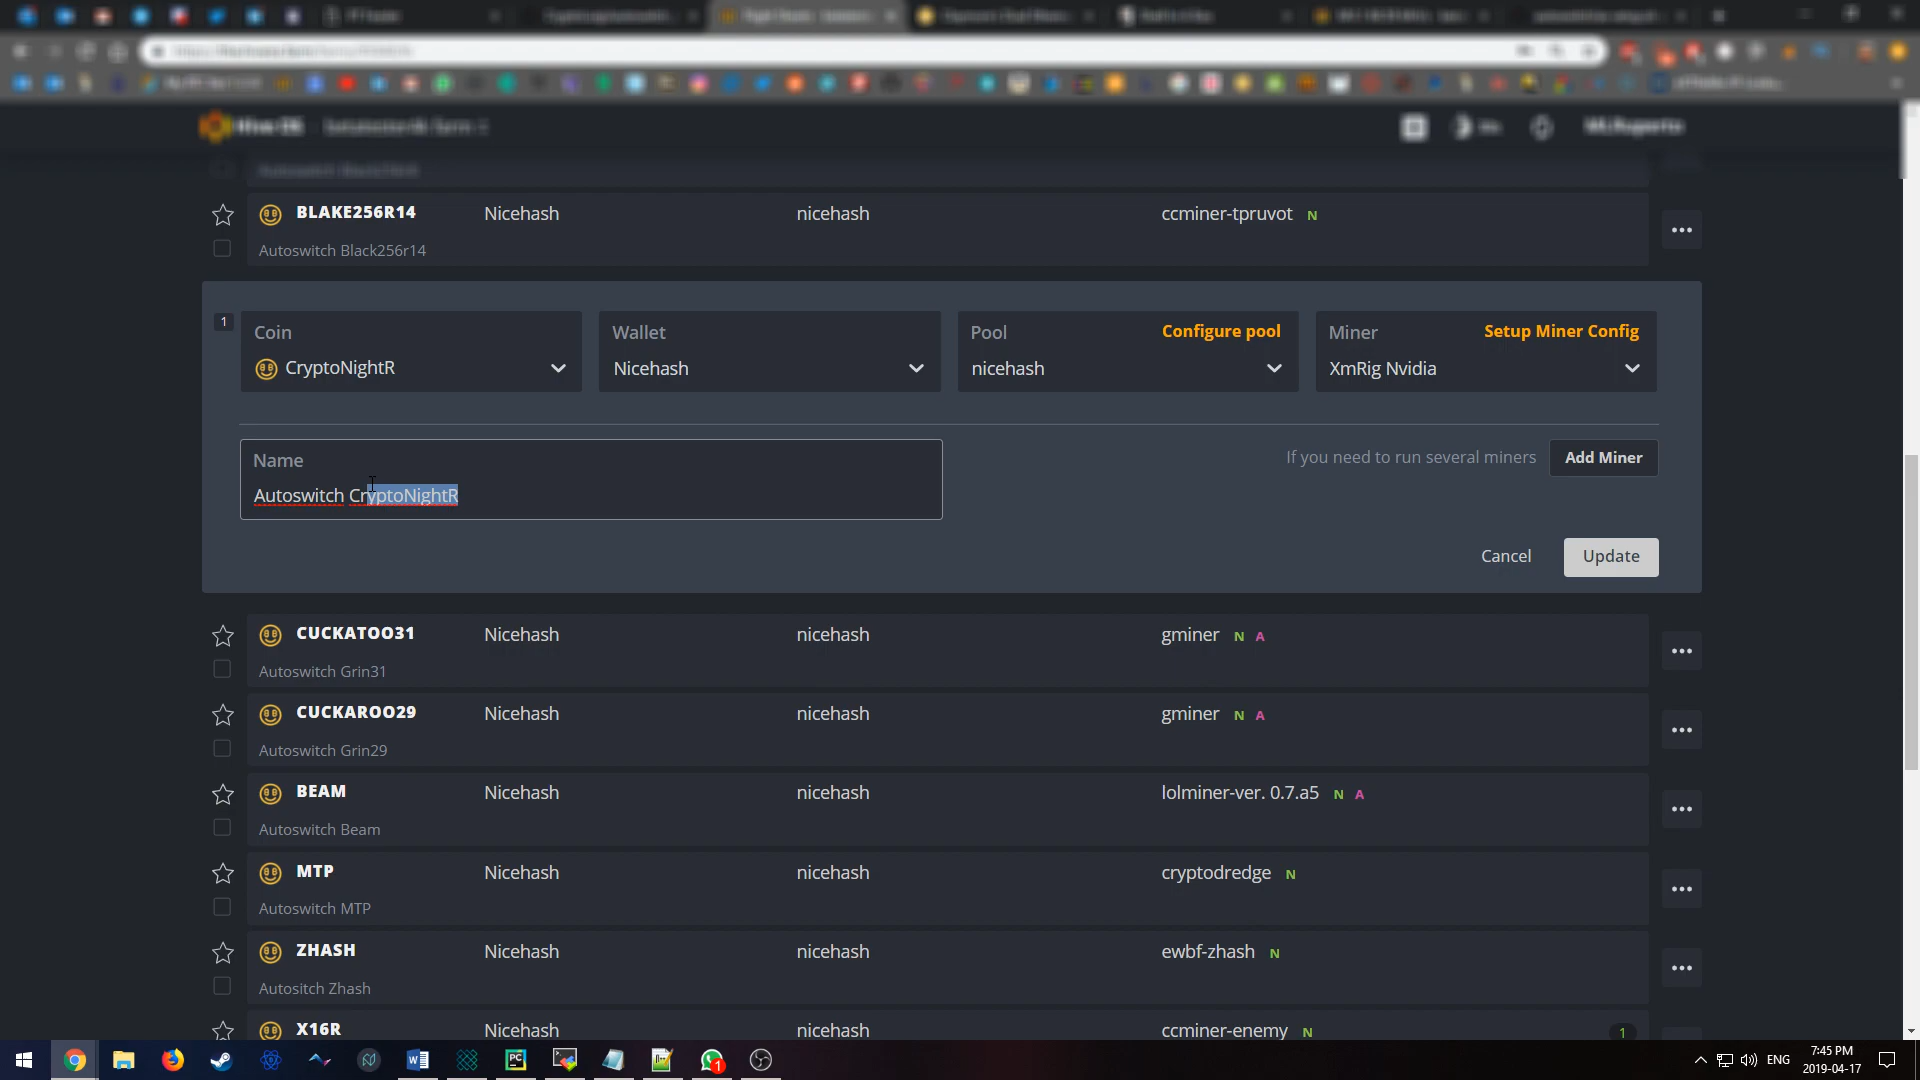 BLAKE256R14 Nicehash nicehash ccminer-tpruvot N
Autoswitch Black256r14
1
Coin Wallet Pool Configure pool Miner Setup Miner Config
CryptoNightR Nicehash nicehash XmRig Nvidia
Name
Autoswitch CryptoNightR
If you need to run several miners Add Miner
Cancel Update
CUCKATOO31 Nicehash nicehash gminer N A
Autoswitch Grin31
CUCKAROO29 Nicehash nicehash gminer N A
Autoswitch Grin29
BEAM Nicehash nicehash lolminer-ver. 0.7.a5 N A
Autoswitch Beam
MTP Nicehash nicehash cryptodredge N
Autoswitch MTP
ZHASH Nicehash nicehash ewbf-zhash N
Autositch Zhash
X16R Nicehash nicehash ccminer-enemy N 1
7:45 PM
ENG
2019-04-17